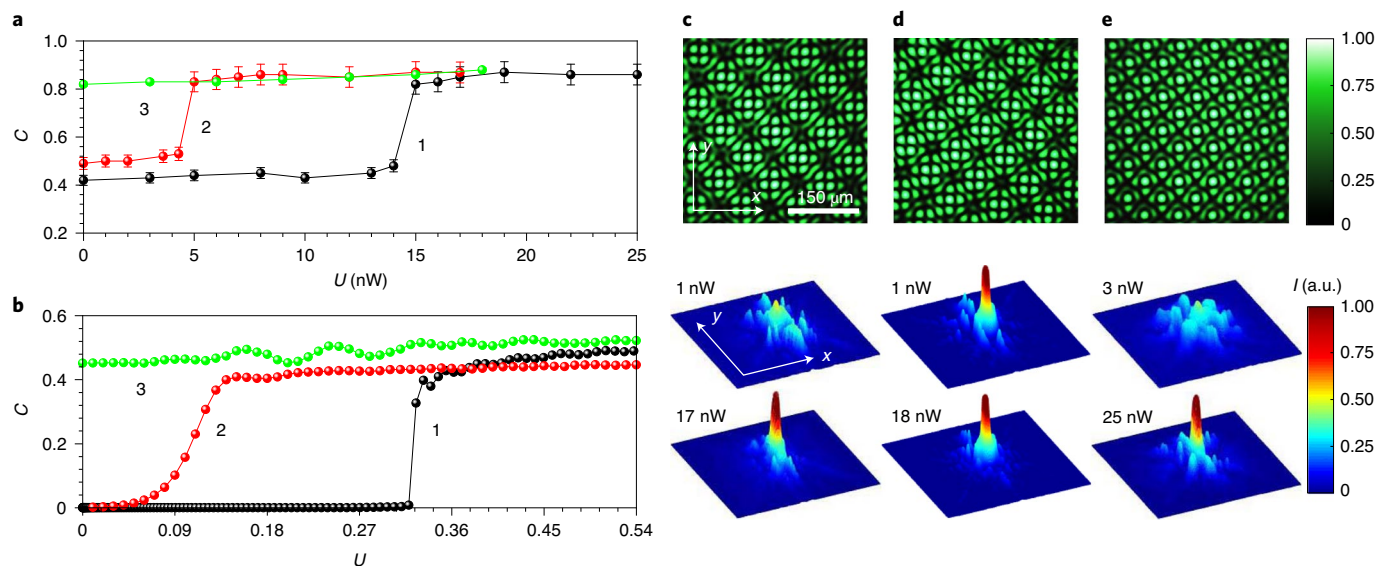 a
1.0
0.8
0.6
0.4
0.2
C
3
2
1
0
5
10
15
20
25
U (nW)
b
0.6
0.4
0.2
0
C
3
2
1
0
0.09
0.18
0.27
0.36
0.45
0.54
U
c
d
e
y
x
150 μm
1.00
0.75
0.50
0.25
0
1 nW
1 nW
3 nW
I (a.u.)
y
x
17 nW
18 nW
25 nW
1.00
0.75
0.50
0.25
0